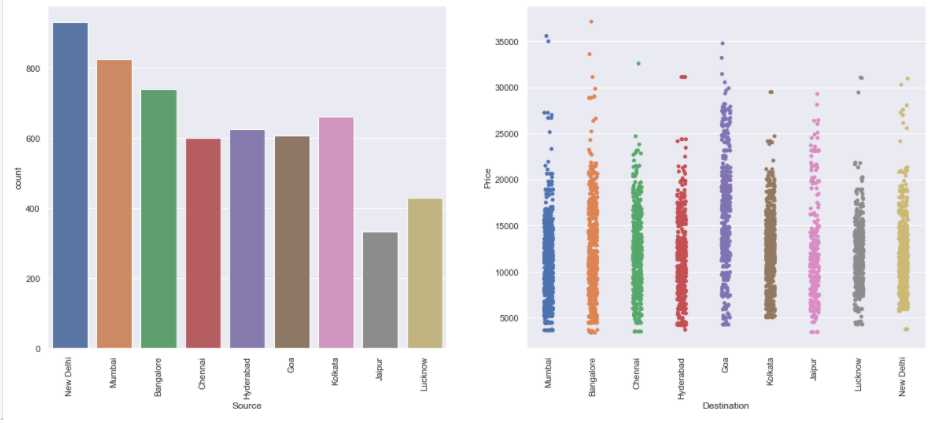 800
600
400
200
0
count
New Delhi
Mumbai
Bangalore
Chennai
Hyderabad
Goa
Kolkata
Jaipur
Lucknow
Source
35000
30000
25000
20000
15000
10000
5000
Price
Mumbai
Bangalore
Chennai
Hyderabad
Goa
Kolkata
Jaipur
Lucknow
New Delhi
Destination